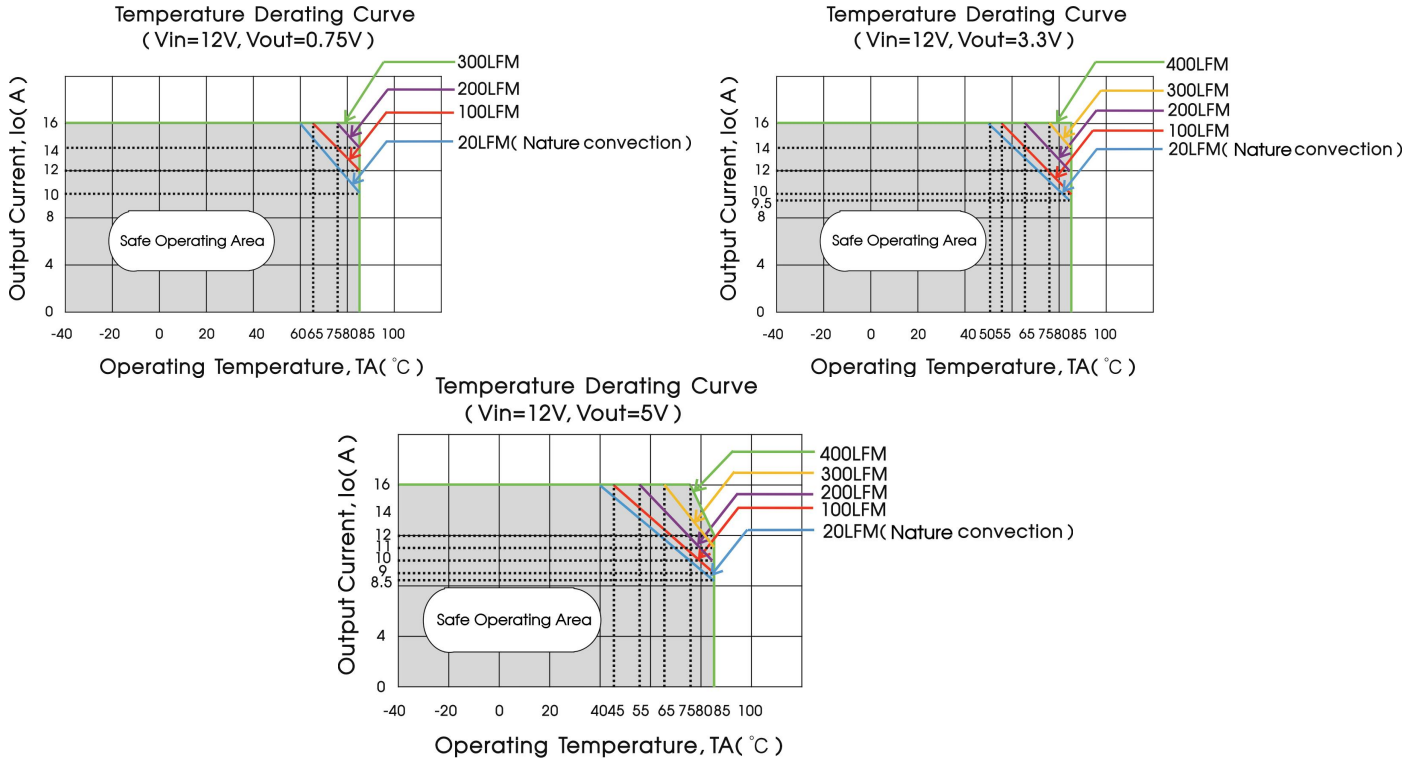 Temperature Derating Curve
( Vin=12V, Vout=0.75V )
300LFM
200LFM
100LFM
20LFM( Nature convection )
Output Current, Io( A )
16
14
12
10
8
4
0
Safe Operating Area
-40 -20 0 20 40 60 65 75 80 85 100
Operating Temperature, TA( °C )
Temperature Derating Curve
( Vin=12V, Vout=3.3V )
400LFM
300LFM
200LFM
100LFM
20LFM( Nature convection )
Output Current, Io( A )
16
14
12
10
9.5
8
4
0
Safe Operating Area
-40 -20 0 20 40 50 55 65 75 80 85 100
Operating Temperature, TA( °C )
Temperature Derating Curve
( Vin=12V, Vout=5V )
400LFM
300LFM
200LFM
100LFM
20LFM( Nature convection )
Output Current, Io( A )
16
14
12
11
10
9
8.5
4
0
Safe Operating Area
-40 -20 0 20 40 45 55 65 75 80 85 100
Operating Temperature, TA( °C )